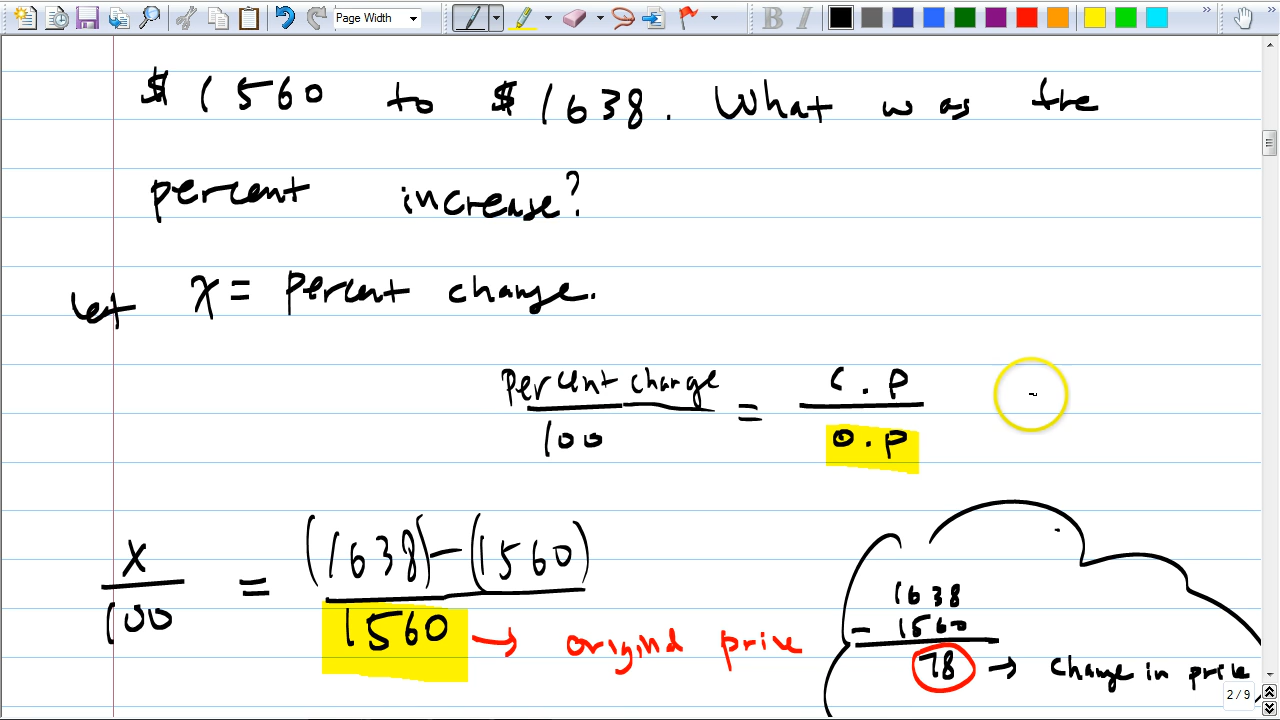 Page Width
B I U
$1560 to $1638. What was the
percent increase?
let x = percent change.
percent change / 100 = C.P / O.P
x / 100 = (1638) - (1560) / 1560 → original price
1638
- 1560
78 → change in price
2 / 9